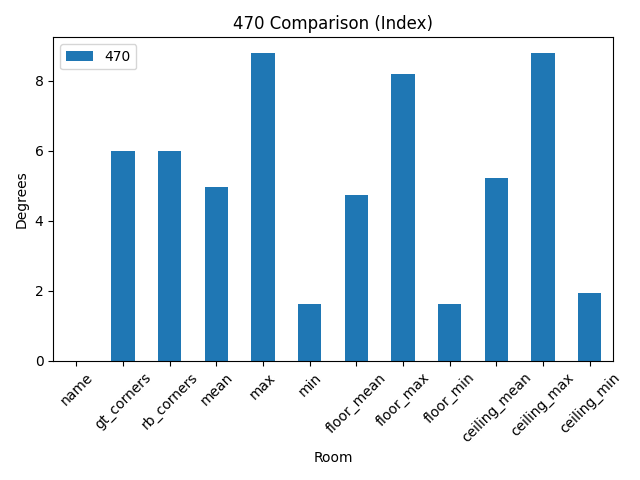 470 Comparison (Index)
470
Degrees
8
6
4
2
0
name
gt_corners
rb_corners
mean
max
min
floor_mean
floor_max
floor_min
ceiling_mean
ceiling_max
ceiling_min
Room